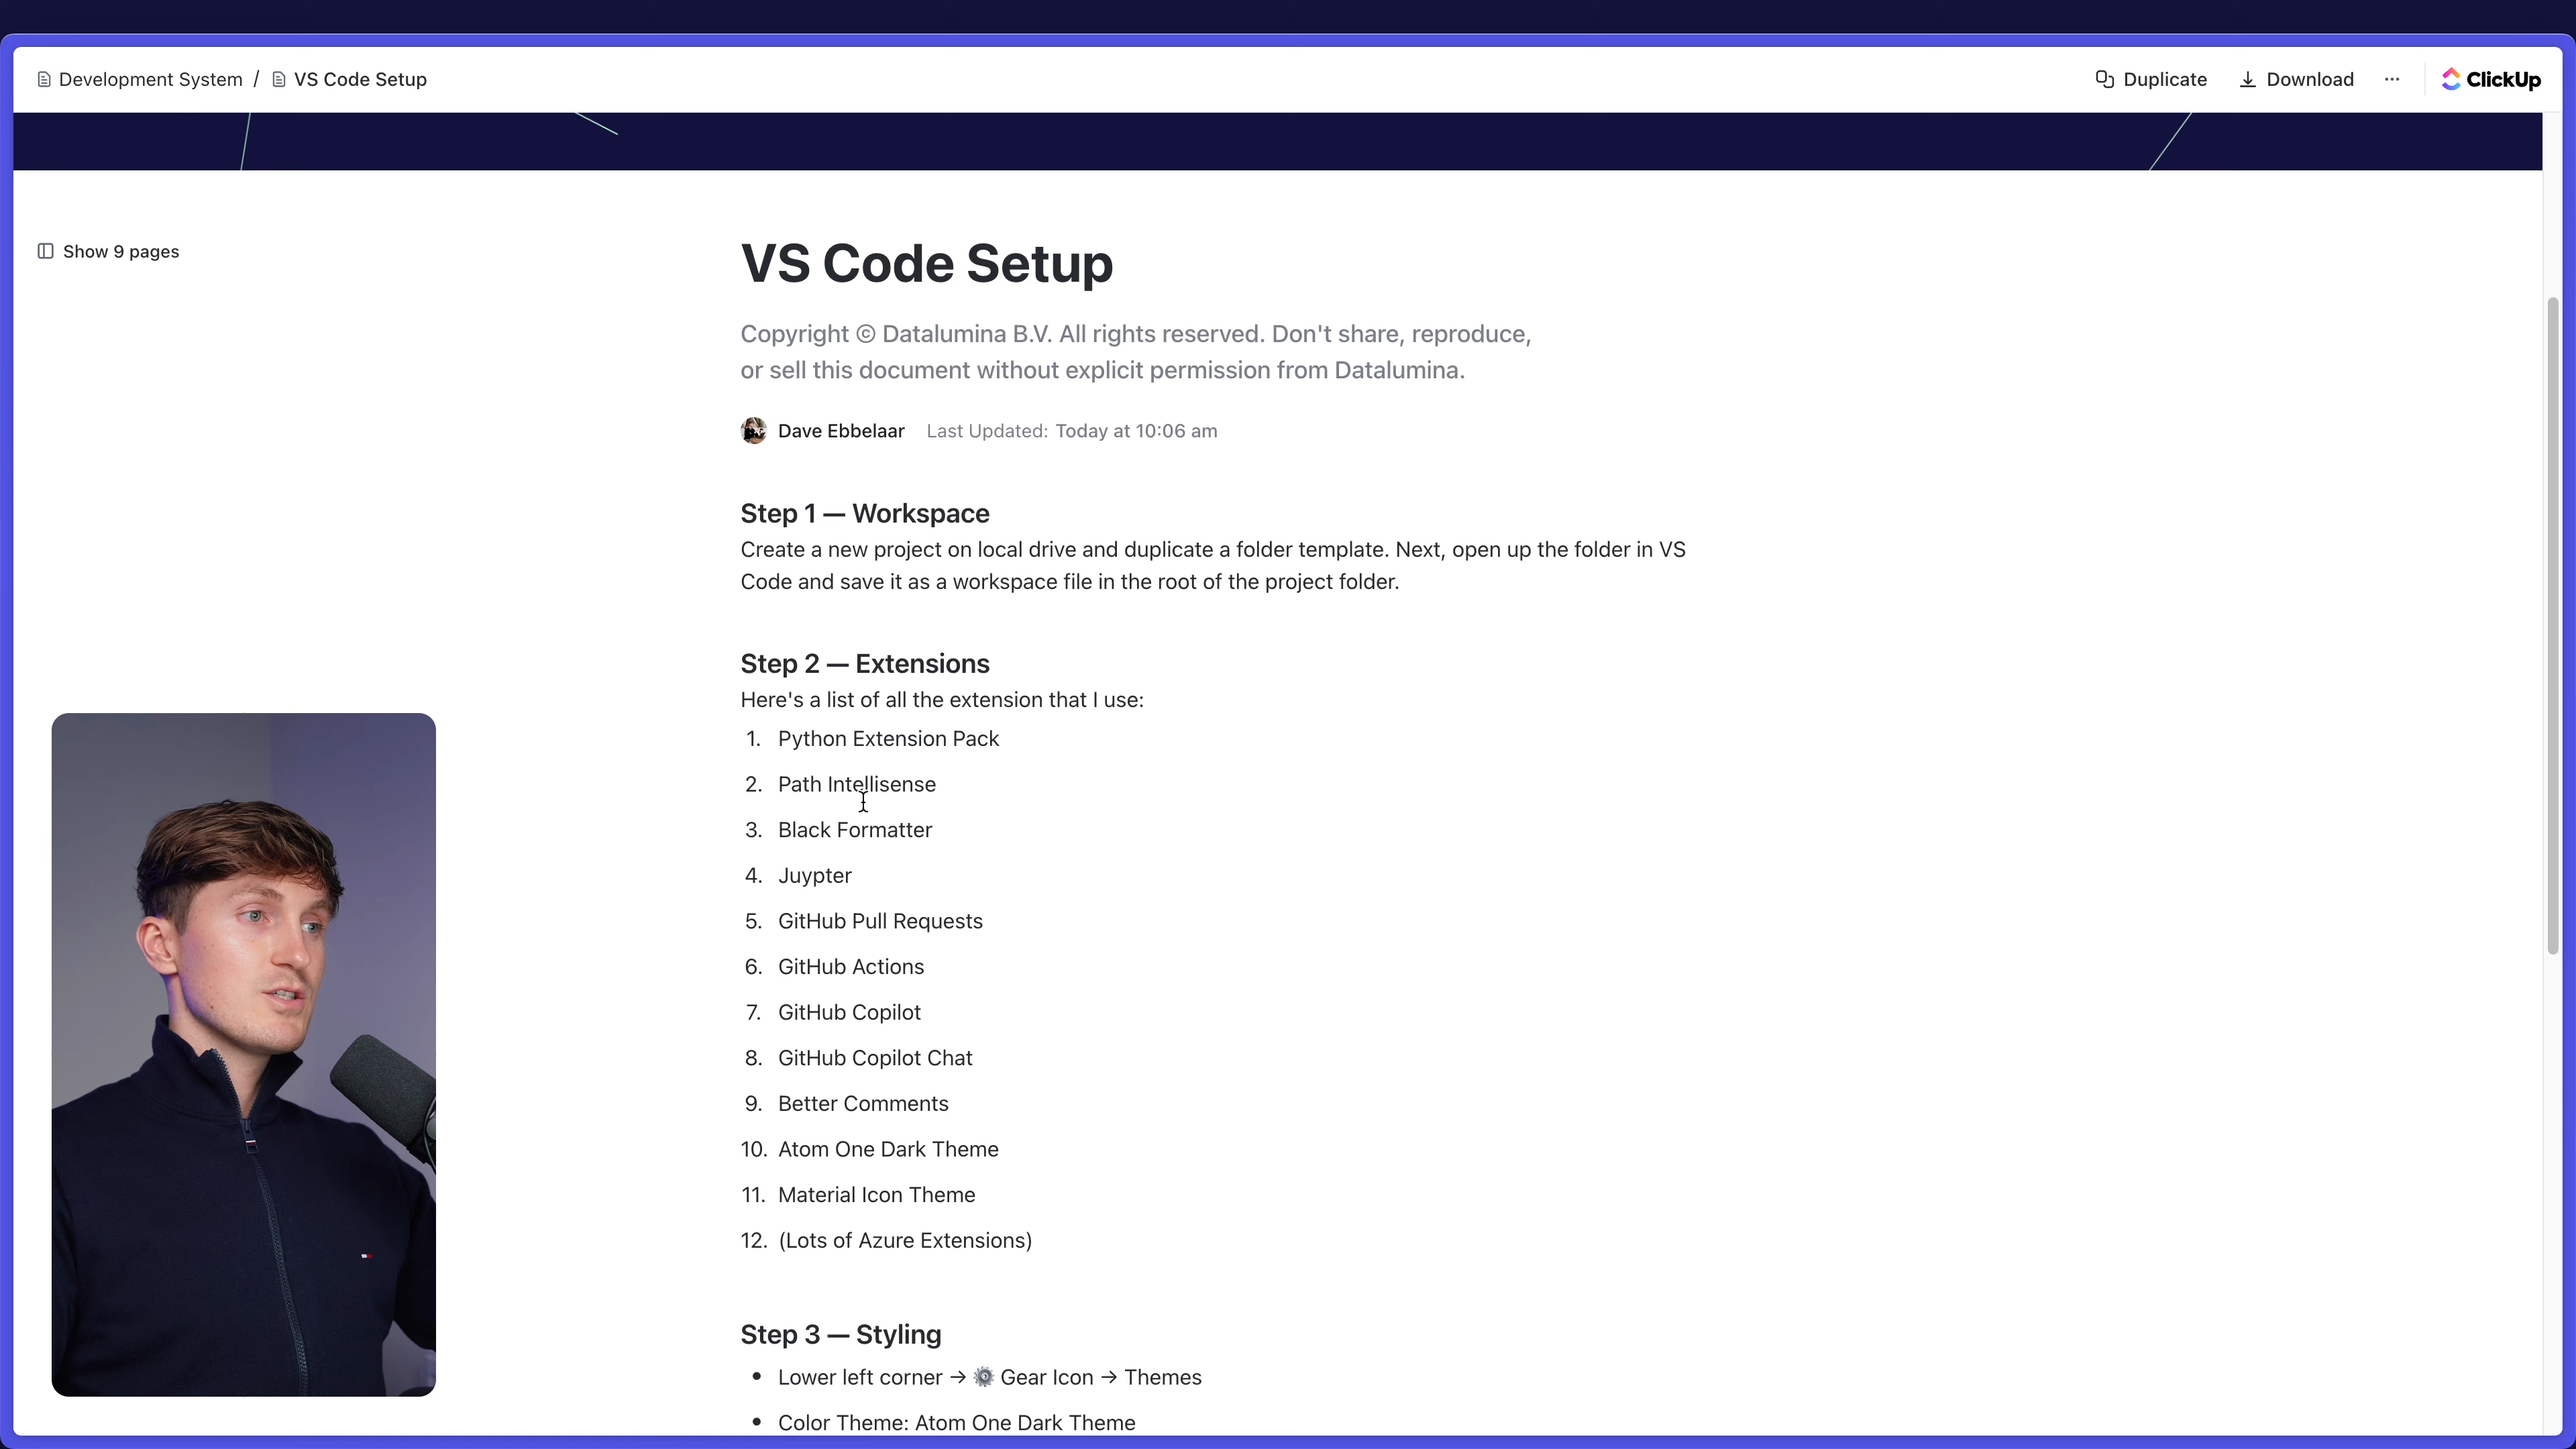 Development System / VS Code Setup
Duplicate Download ClickUp
Show 9 pages
VS Code Setup
Copyright © Datalumina B.V. All rights reserved. Don't share, reproduce,
or sell this document without explicit permission from Datalumina.
Dave Ebbelaar Last Updated: Today at 10:06 am
Step 1 — Workspace
Create a new project on local drive and duplicate a folder template. Next, open up the folder in VS
Code and save it as a workspace file in the root of the project folder.
Step 2 — Extensions
Here's a list of all the extension that I use:
1. Python Extension Pack
2. Path Intellisense
3. Black Formatter
4. Juypter
5. GitHub Pull Requests
6. GitHub Actions
7. GitHub Copilot
8. GitHub Copilot Chat
9. Better Comments
10. Atom One Dark Theme
11. Material Icon Theme
12. (Lots of Azure Extensions)
Step 3 — Styling
• Lower left corner → ⚙️ Gear Icon → Themes
• Color Theme: Atom One Dark Theme